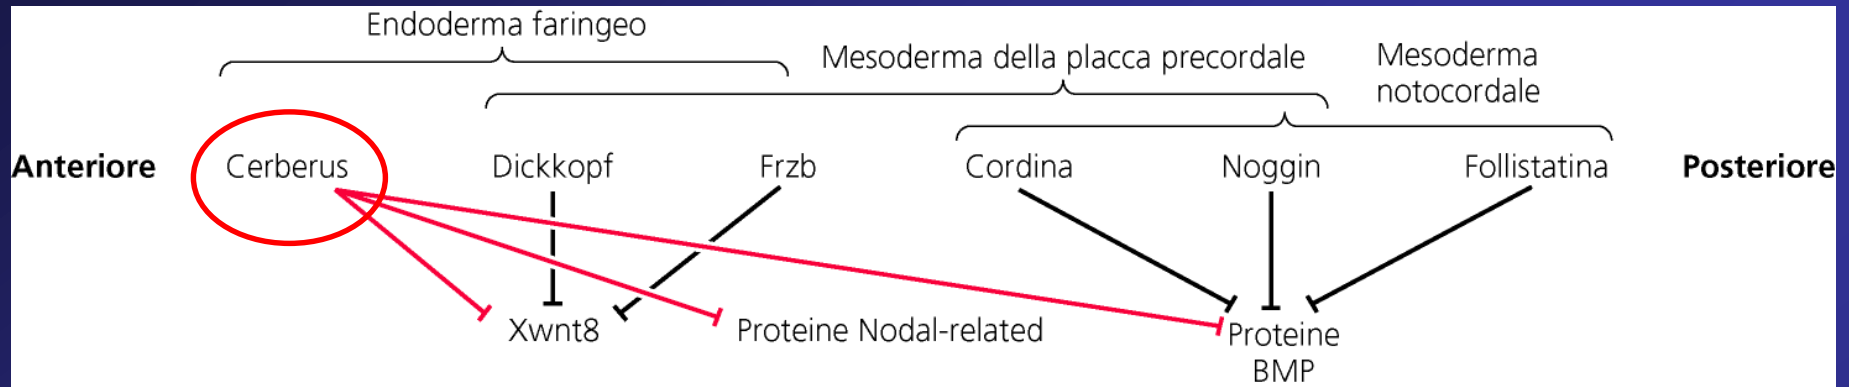 Endoderma faringeo
Mesoderma della placca precordale
Mesoderma
notocordale
Anteriore Cerberus Dickkopf Frzb Cordina Noggin Follistatina Posteriore
Xwnt8 Proteine Nodal-related Proteine
BMP